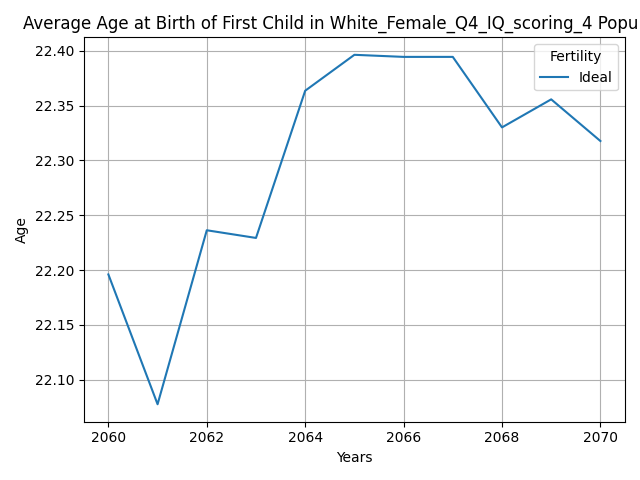 Average Age at Birth of First Child in White_Female_Q4_IQ_scoring_4 Popu
22.40
22.35
22.30
22.25
22.20
22.15
22.10
Age
Fertility
Ideal
2060 2062 2064 2066 2068 2070
Years